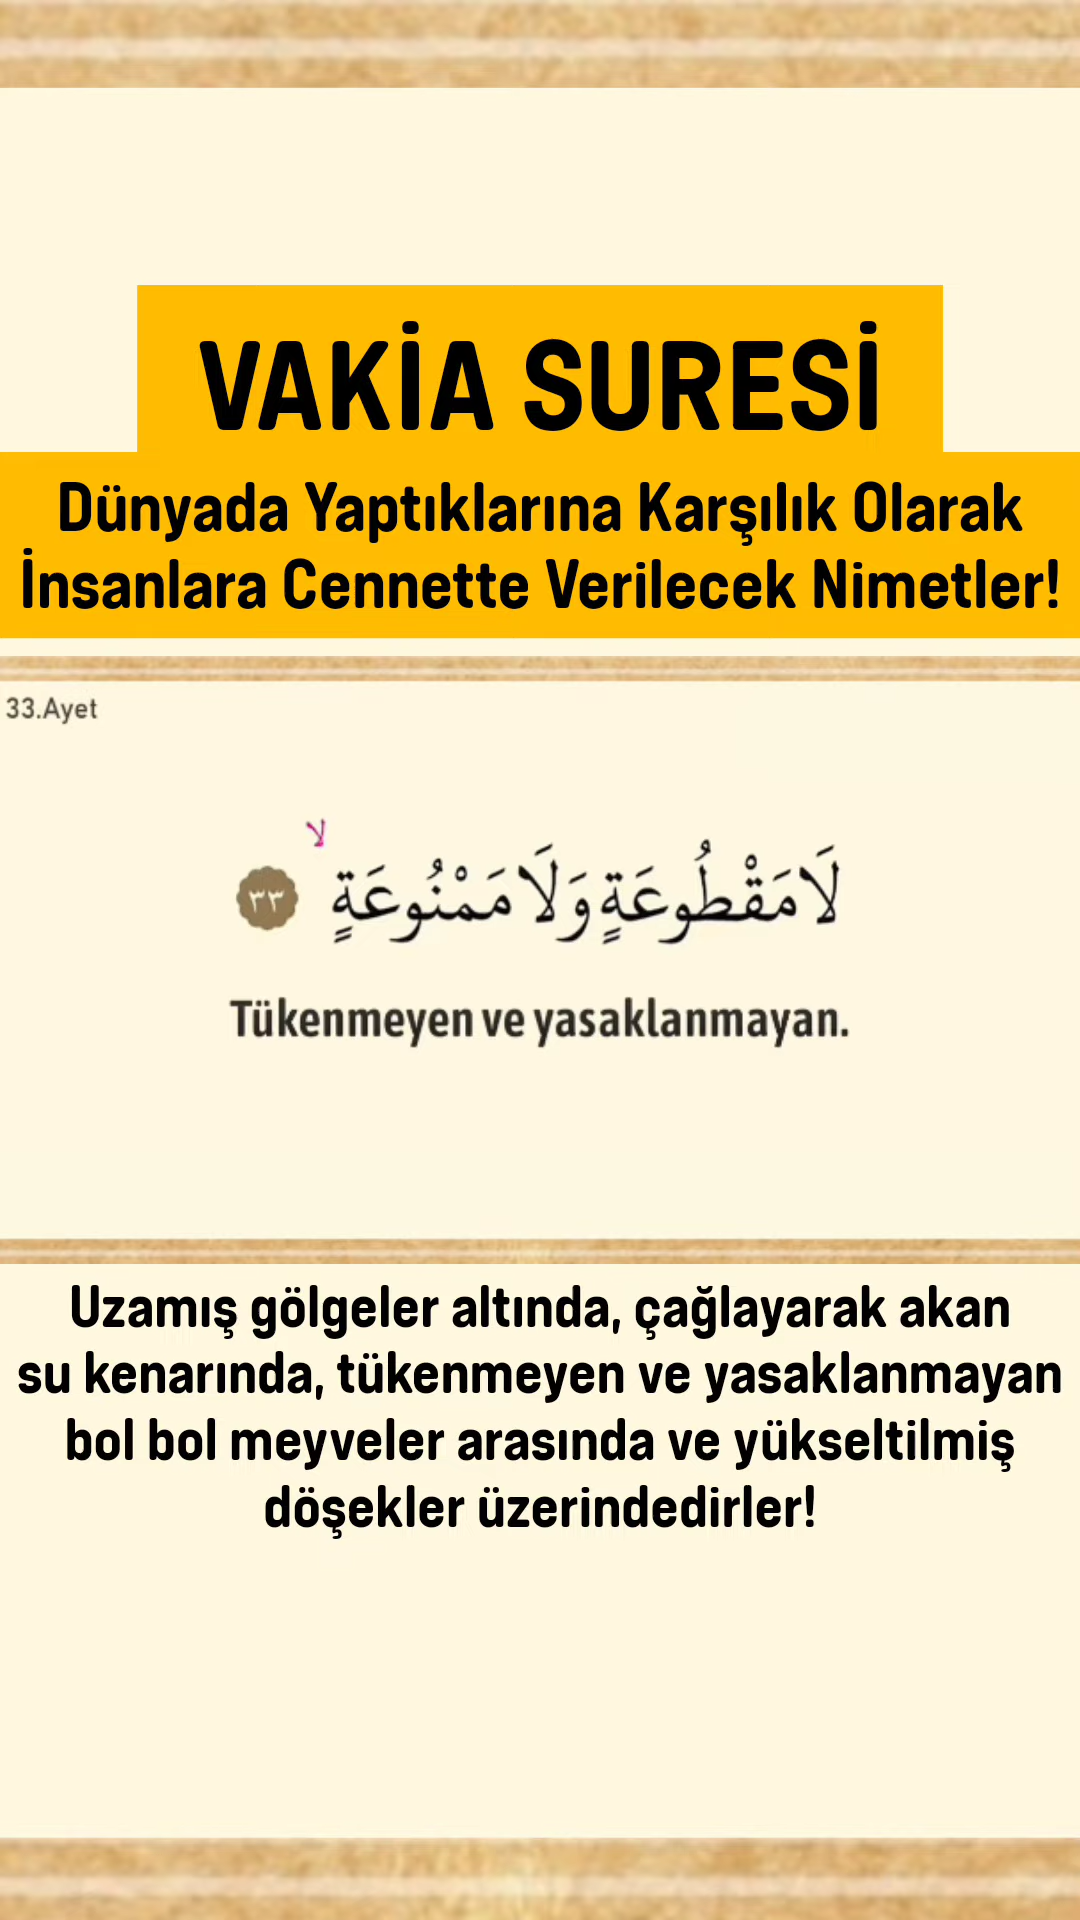 VAKİA SURESİ
Dünyada Yaptıklarına Karşılık Olarak
İnsanlara Cennette Verilecek Nimetler!
33.Ayet
لَا مَقْطُوعَةٍ وَلَا مَمْنُوعَةٍۙ ﴿٣٣﴾
Tükenmeyen ve yasaklanmayan.
Uzamış gölgeler altında, çağlayarak akan
su kenarında, tükenmeyen ve yasaklanmayan
bol bol meyveler arasında ve yükseltilmiş
döşekler üzerindedirler!